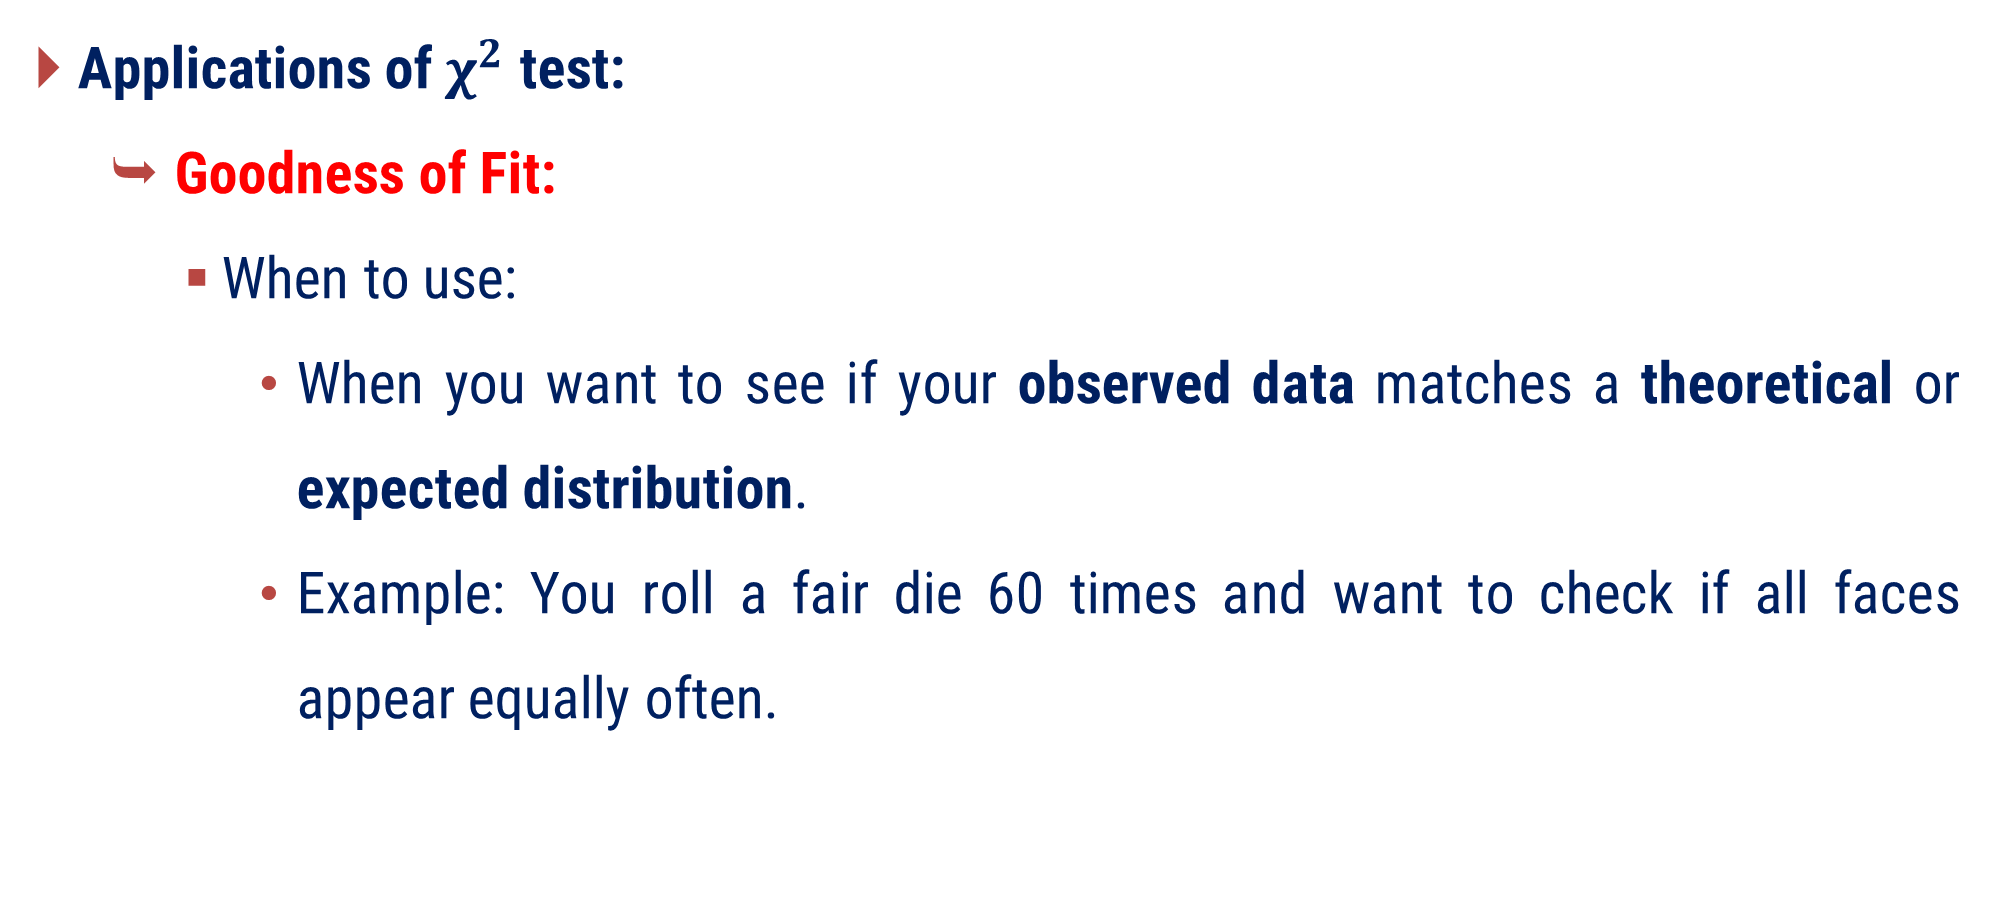 Applications of χ² test:
Goodness of Fit:
When to use:
When you want to see if your observed data matches a theoretical or
expected distribution.
Example: You roll a fair die 60 times and want to check if all faces
appear equally often.